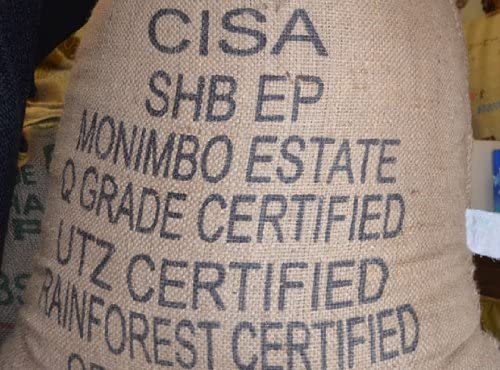 CISA
SHB EP
MONIMBO ESTATE
Q GRADE CERTIFIED
UTZ CERTIFIED
RAINFOREST CERTIFIED